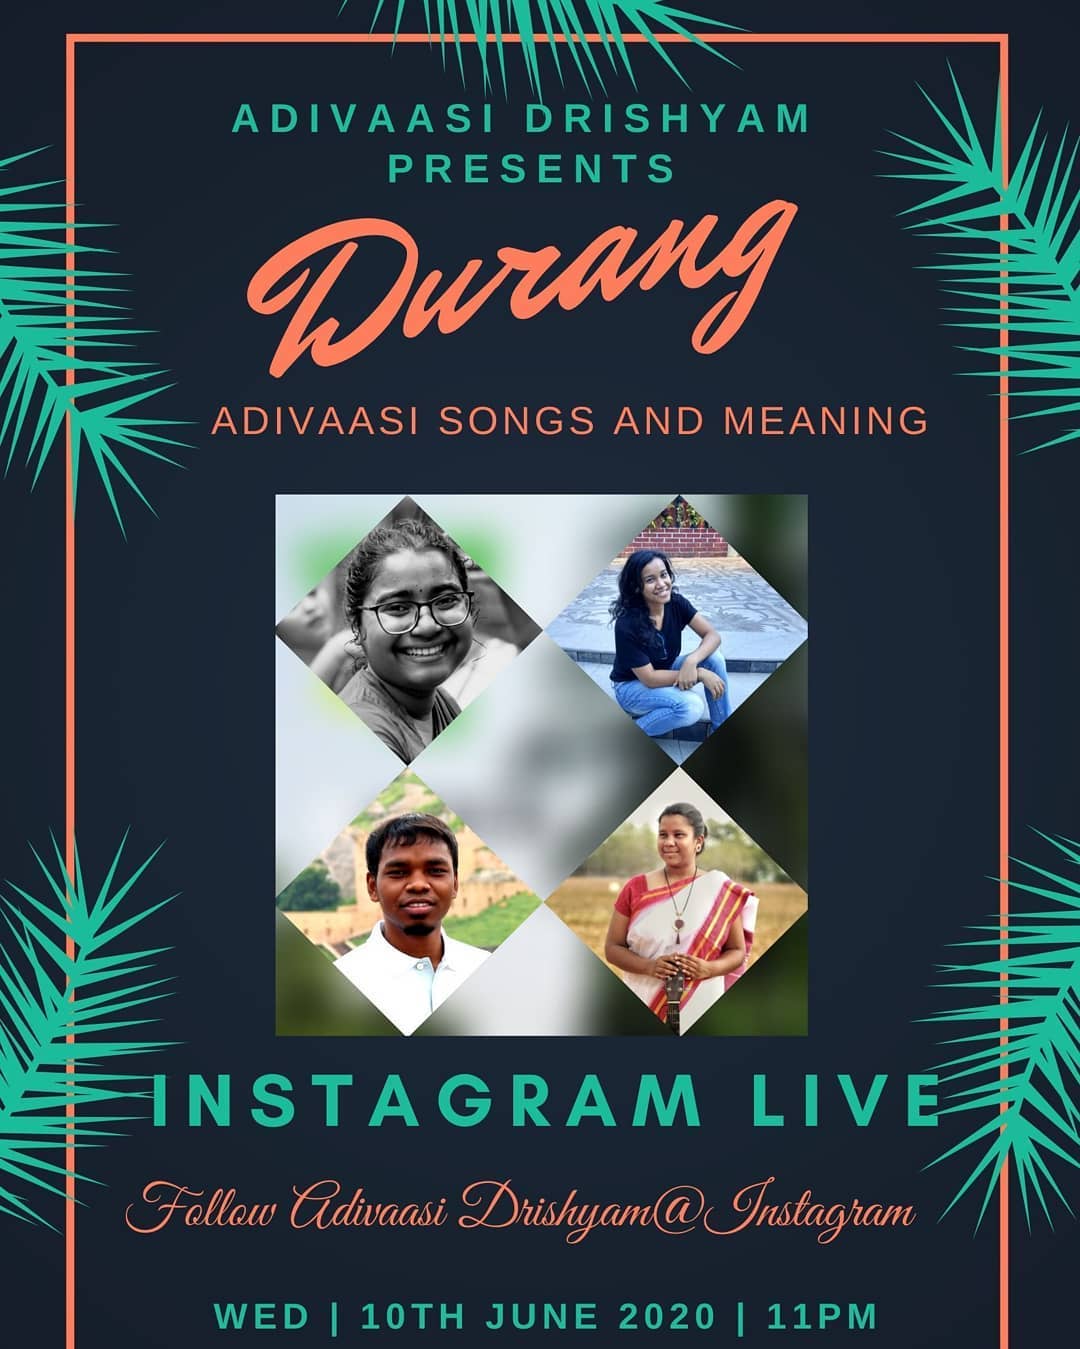 ADIVAASI DRISHYAM
PRESENTS
Durang
ADIVAASI SONGS AND MEANING
INSTAGRAM LIVE
Follow Adivaasi Drishyam@Instagram
WED | 10TH JUNE 2020 | 11PM